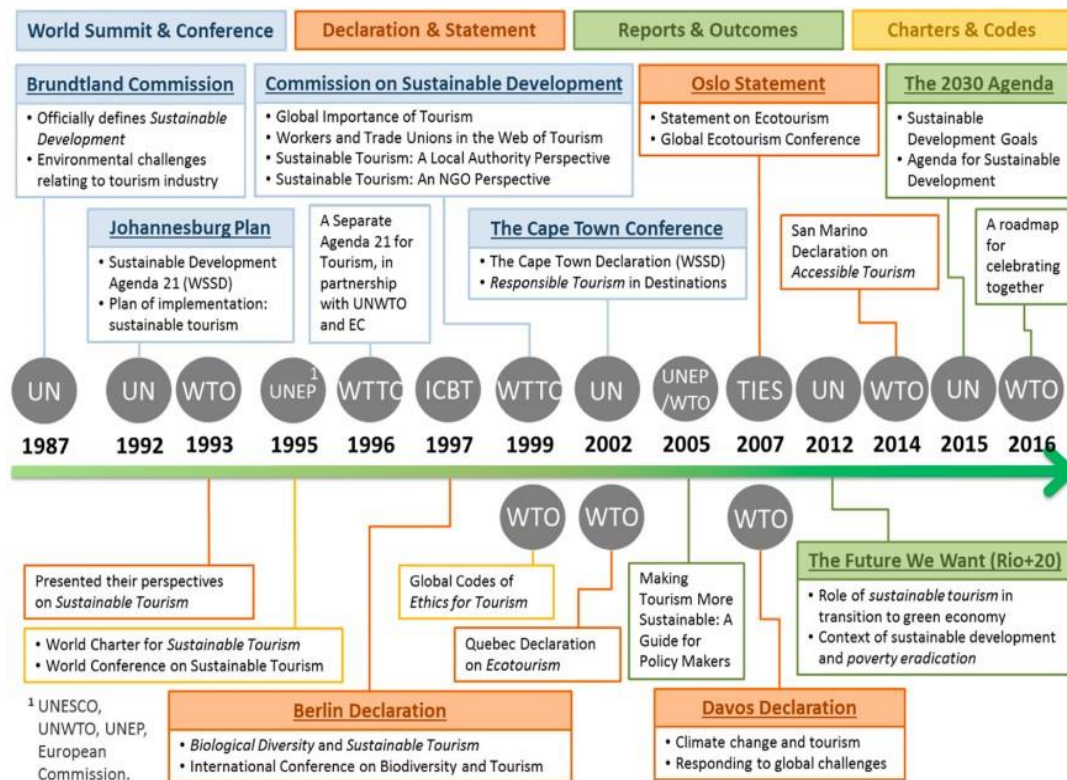 World Summit & Conference
Declaration & Statement
Reports & Outcomes
Charters & Codes
Brundtland Commission
• Officially defines Sustainable
Development
• Environmental challenges
relating to tourism industry
Commission on Sustainable Development
• Global Importance of Tourism
• Workers and Trade Unions in the Web of Tourism
• Sustainable Tourism: A Local Authority Perspective
• Sustainable Tourism: An NGO Perspective
Oslo Statement
• Statement on Ecotourism
• Global Ecotourism Conference
The 2030 Agenda
• Sustainable
Development Goals
• Agenda for Sustainable
Development
Johannesburg Plan
• Sustainable Development
Agenda 21 (WSSD)
• Plan of implementation:
sustainable tourism
A Separate
Agenda 21 for
Tourism, in
partnership
with UNWTO
and EC
The Cape Town Conference
• The Cape Town Declaration (WSSD)
• Responsible Tourism in Destinations
San Marino
Declaration on
Accessible Tourism
A roadmap
for
celebrating
together
UN
UN
WTO
UNEP 1
WTTO
ICBT
WTTO
UN
UNEP
/WTO
TIES
UN
WTO
UN
WTO
1987
1992
1993
1995
1996
1997
1999
2002
2005
2007
2012
2014
2015
2016
WTO
WTO
WTO
Presented their perspectives
on Sustainable Tourism
• World Charter for Sustainable Tourism
• World Conference on Sustainable Tourism
Global Codes of
Ethics for Tourism
Quebec Declaration
on Ecotourism
Making
Tourism More
Sustainable: A
Guide for
Policy Makers
The Future We Want (Rio+20)
• Role of sustainable tourism in
transition to green economy
• Context of sustainable development
and poverty eradication
1 UNESCO,
UNWTO, UNEP,
European
Commission,
Berlin Declaration
• Biological Diversity and Sustainable Tourism
• International Conference on Biodiversity and Tourism
Davos Declaration
• Climate change and tourism
• Responding to global challenges